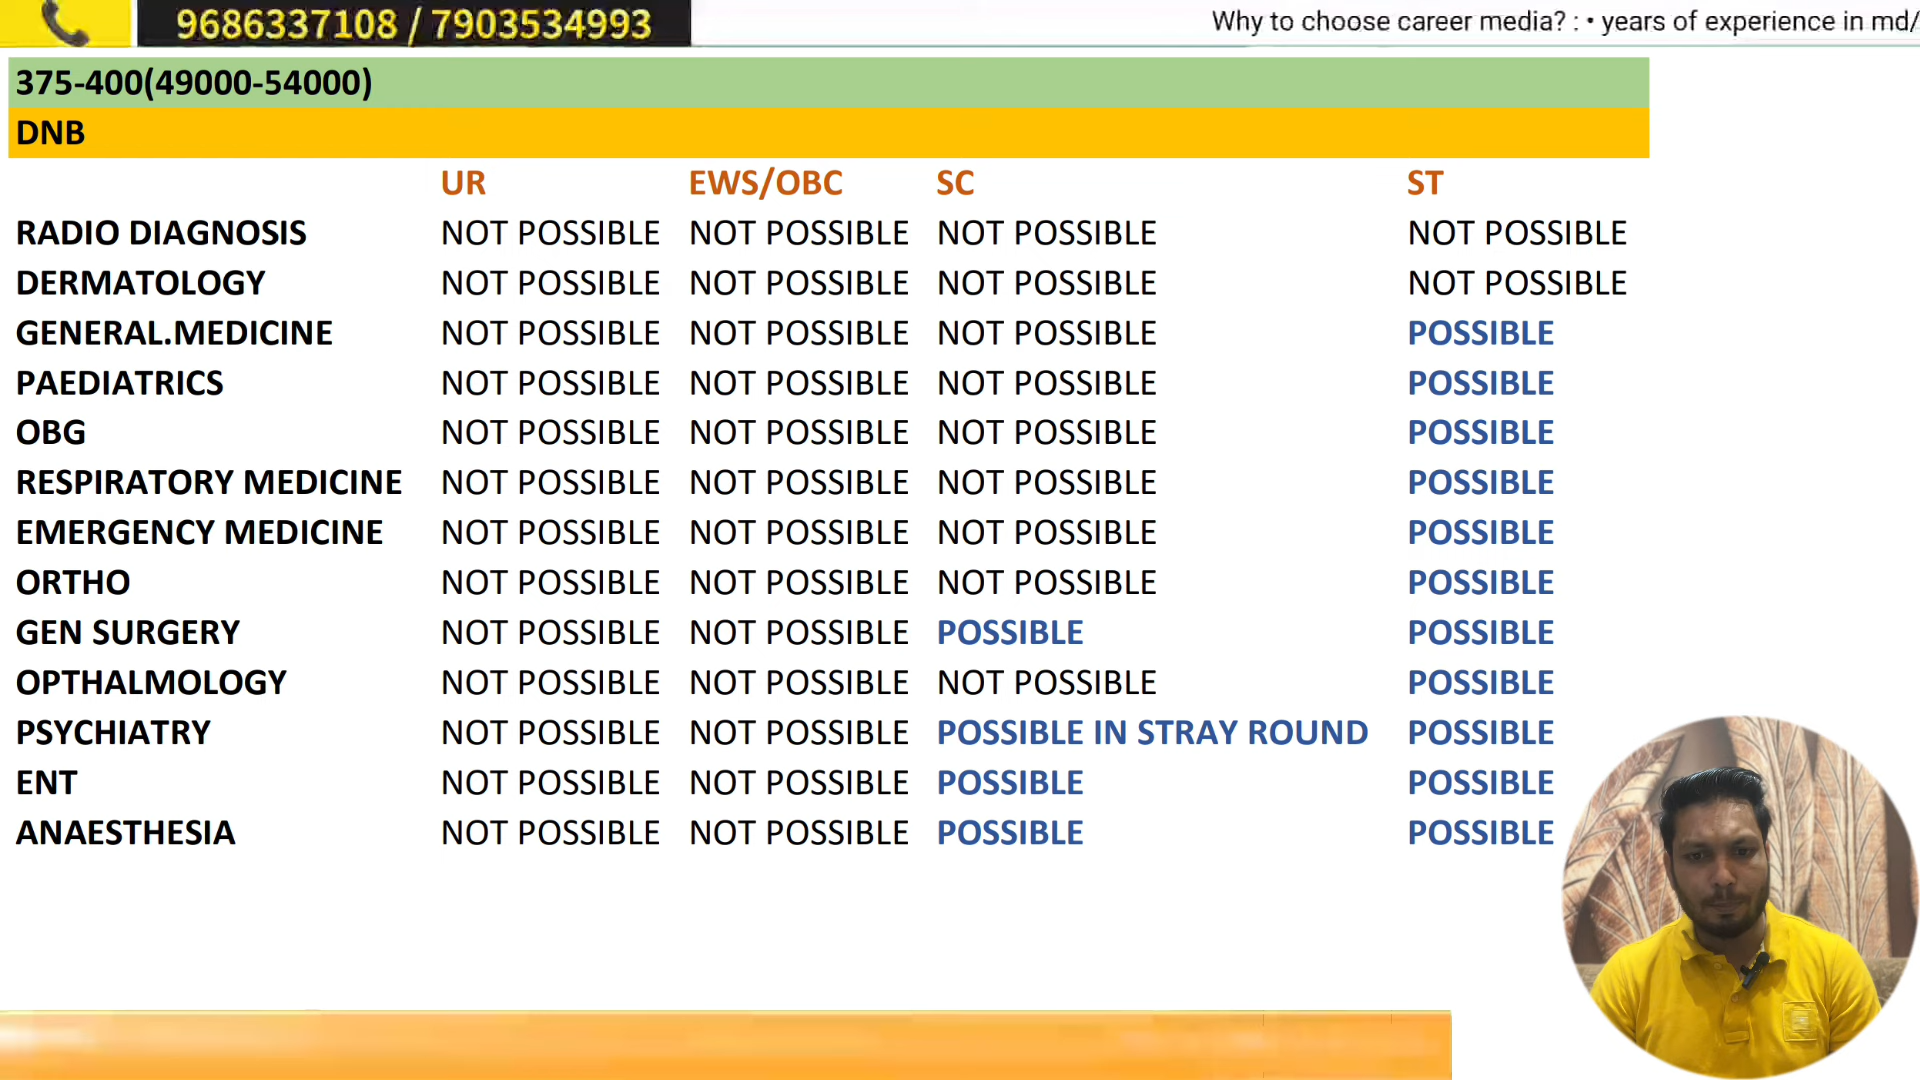 9686337108 / 7903534993
Why to choose career media? : • years of experience in md/
375-400(49000-54000)
DNB
UR EWS/OBC SC ST
RADIO DIAGNOSIS NOT POSSIBLE NOT POSSIBLE NOT POSSIBLE NOT POSSIBLE
DERMATOLOGY NOT POSSIBLE NOT POSSIBLE NOT POSSIBLE NOT POSSIBLE
GENERAL.MEDICINE NOT POSSIBLE NOT POSSIBLE NOT POSSIBLE POSSIBLE
PAEDIATRICS NOT POSSIBLE NOT POSSIBLE NOT POSSIBLE POSSIBLE
OBG NOT POSSIBLE NOT POSSIBLE NOT POSSIBLE POSSIBLE
RESPIRATORY MEDICINE NOT POSSIBLE NOT POSSIBLE NOT POSSIBLE POSSIBLE
EMERGENCY MEDICINE NOT POSSIBLE NOT POSSIBLE NOT POSSIBLE POSSIBLE
ORTHO NOT POSSIBLE NOT POSSIBLE NOT POSSIBLE POSSIBLE
GEN SURGERY NOT POSSIBLE NOT POSSIBLE POSSIBLE POSSIBLE
OPTHALMOLOGY NOT POSSIBLE NOT POSSIBLE NOT POSSIBLE POSSIBLE
PSYCHIATRY NOT POSSIBLE NOT POSSIBLE POSSIBLE IN STRAY ROUND POSSIBLE
ENT NOT POSSIBLE NOT POSSIBLE POSSIBLE POSSIBLE
ANAESTHESIA NOT POSSIBLE NOT POSSIBLE POSSIBLE POSSIBLE